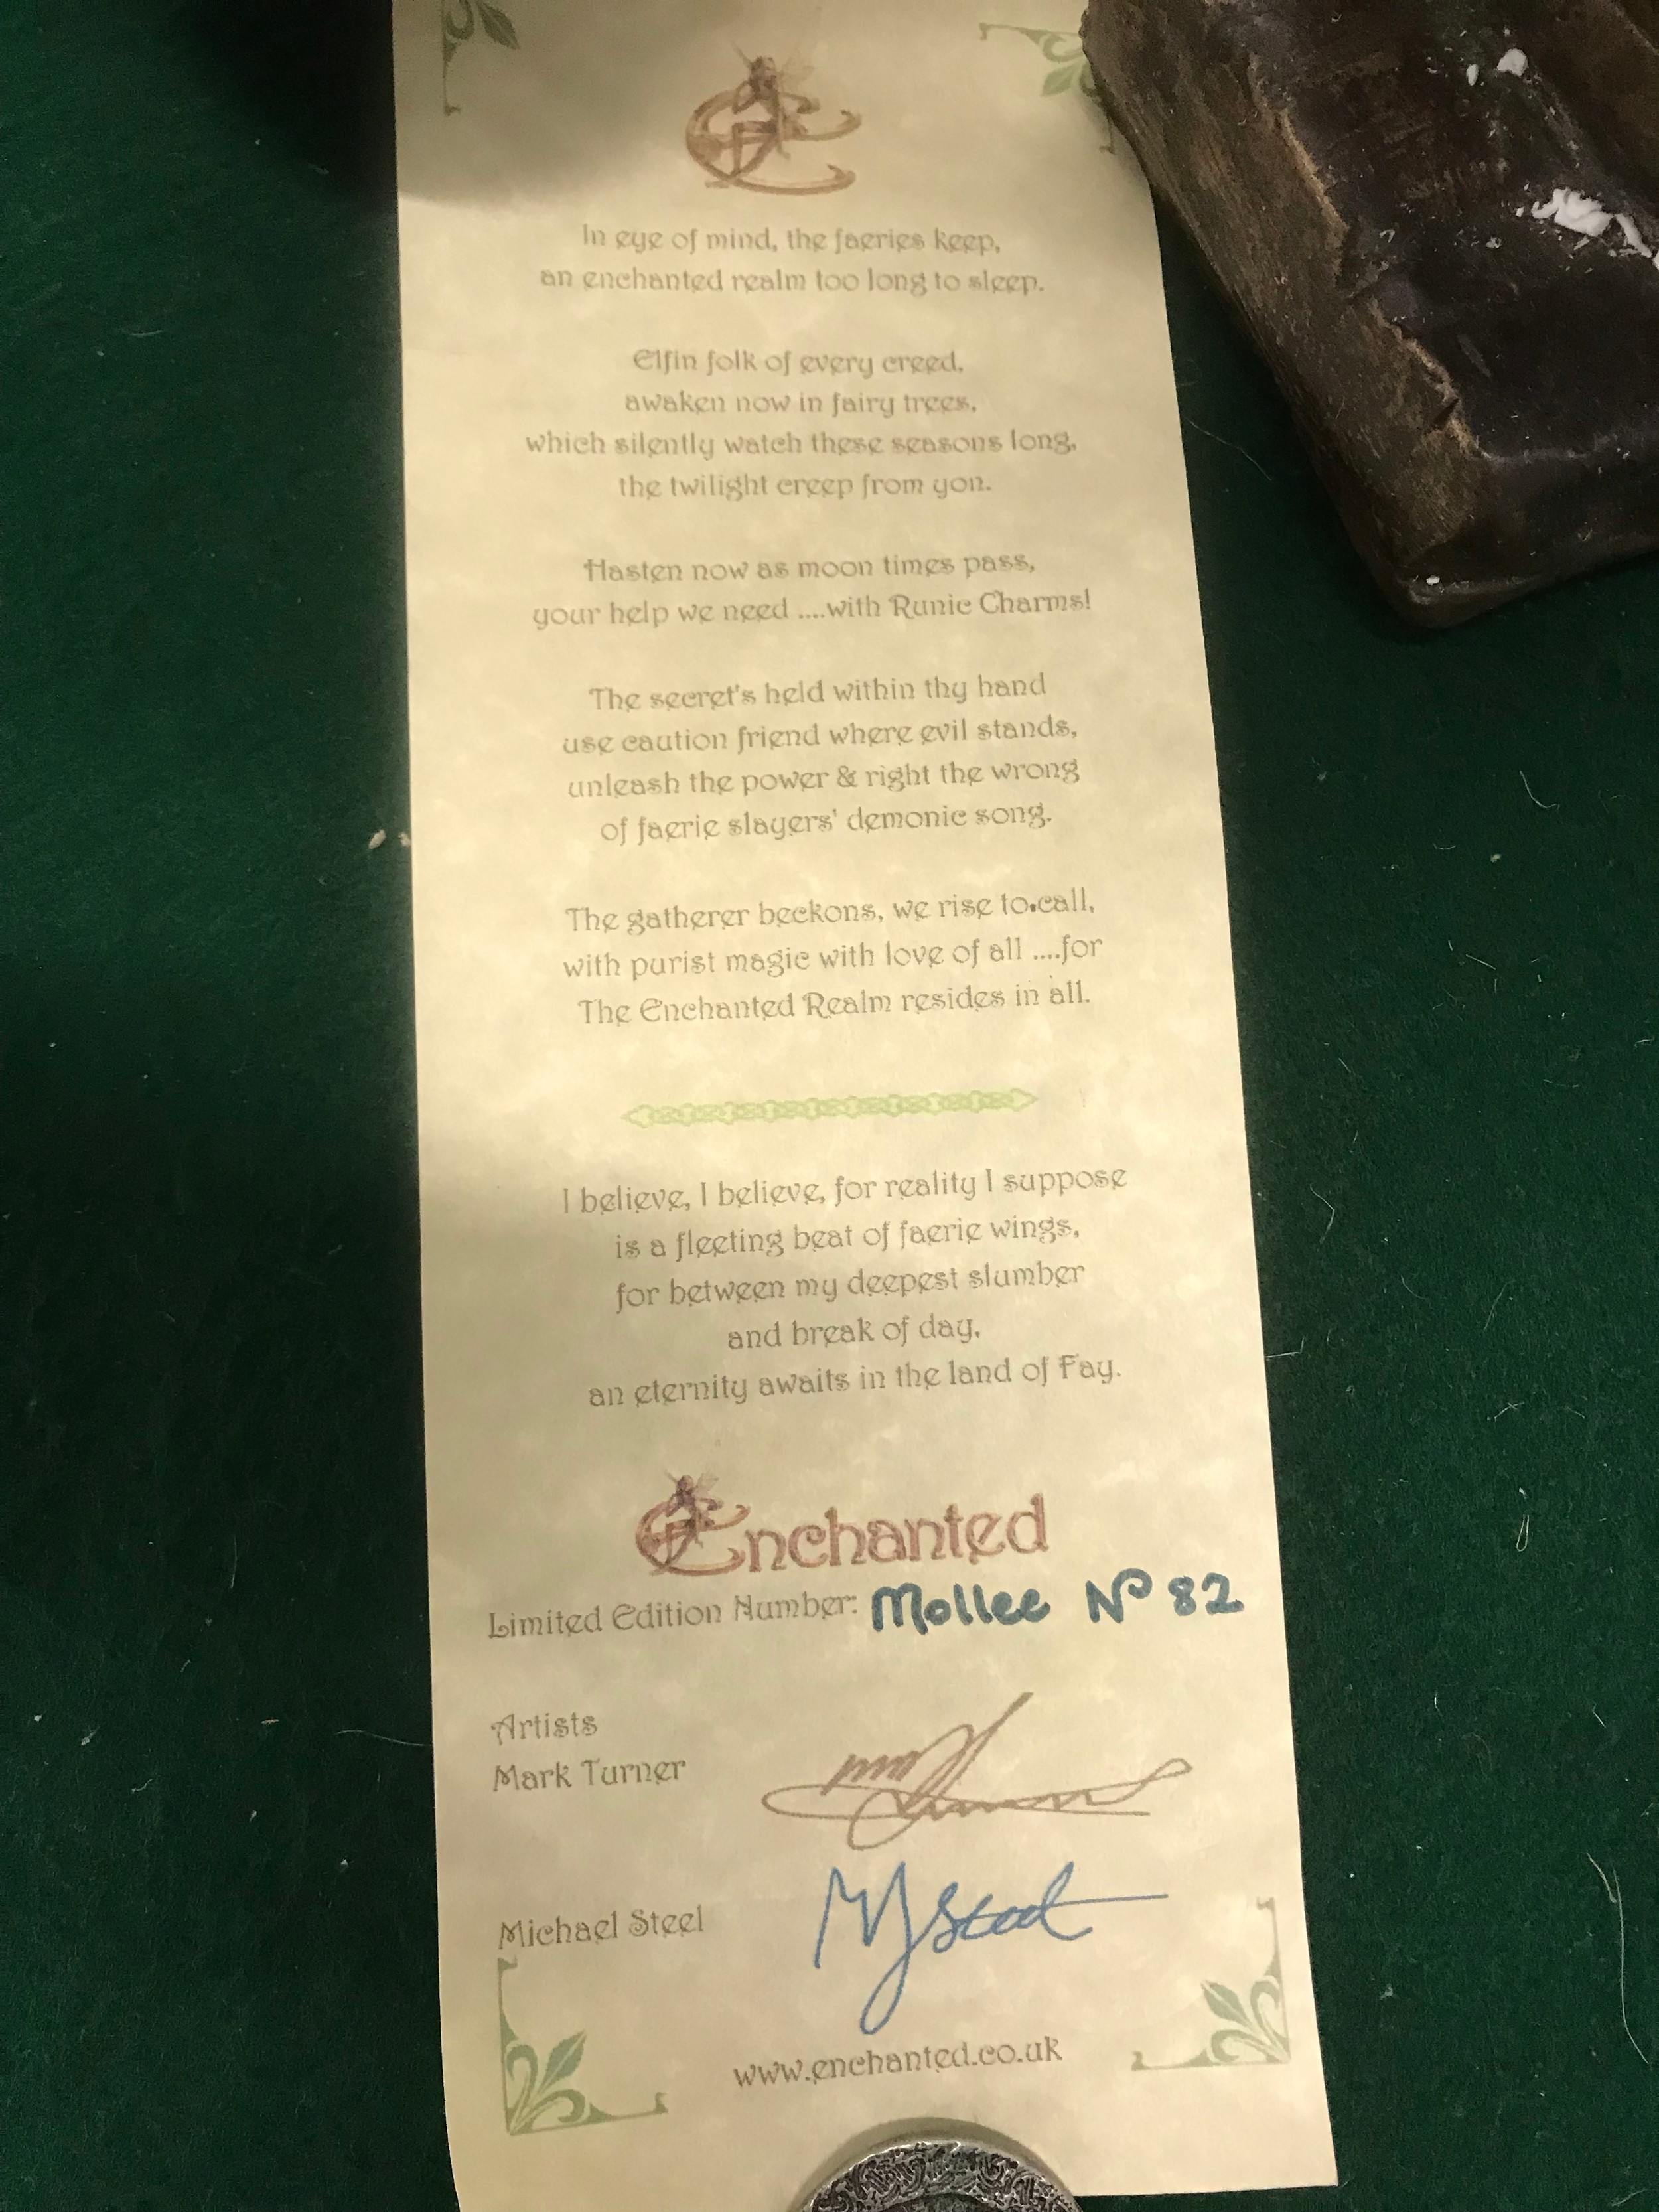 In eye of mind, the faeries keep,
an enchanted realm too long to sleep.
Elfin folk of every creed,
awaken now in fairy trees,
which silently watch these seasons long,
the twilight creep from yon.
Hasten now as moon times pass,
your help we need ....with Runic Charms!
The secret's held within thy hand
use caution friend where evil stands,
unleash the power & right the wrong
of faerie slayers' demonic song.
The gatherer beckons, we rise to call,
with purist magic with love of all ....for
The Enchanted Realm resides in all.
I believe, I believe, for reality I suppose
is a fleeting beat of faerie wings,
for between my deepest slumber
and break of day,
an eternity awaits in the land of Fay.
Enchanted
Limited Edition Number: Mollee No 82
Artists
Mark Turner
Michael Steel MJSteel
www.enchanted.co.uk